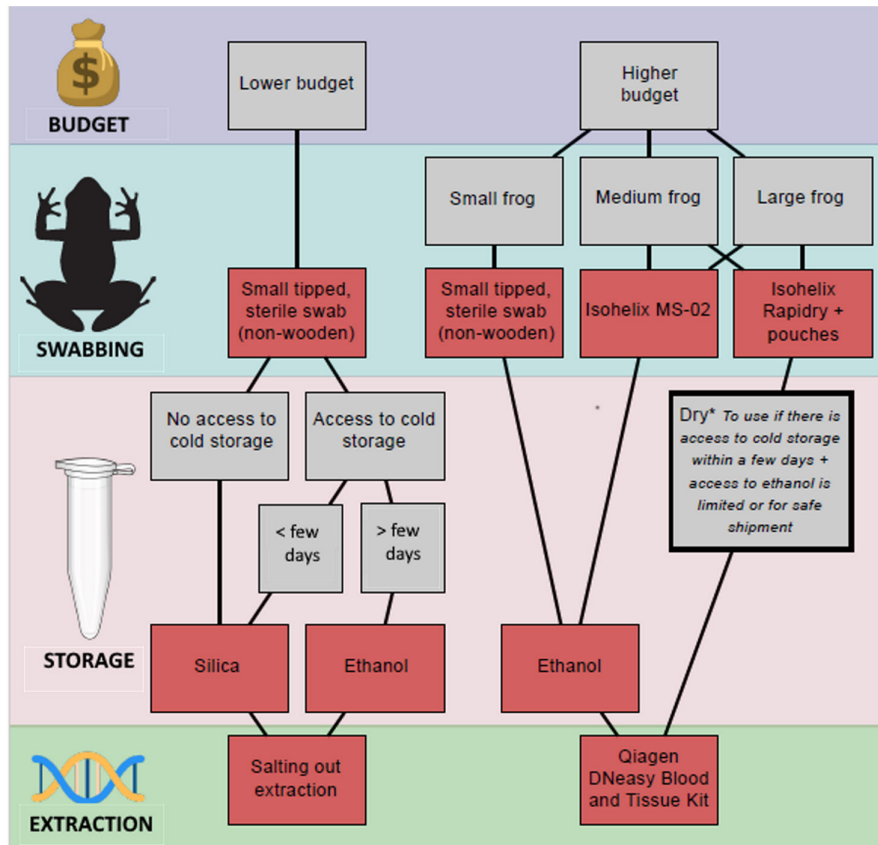 $
BUDGET
Lower budget
Higher
budget
Small frog
Medium frog
Large frog
SWABBING
Small tipped,
sterile swab
(non-wooden)
Small tipped,
sterile swab
(non-wooden)
Isohelix MS-02
Isohelix
Rapidry +
pouches
No access to
cold storage
Access to cold
storage
Dry* To use if there is
access to cold storage
within a few days +
access to ethanol is
limited or for safe
shipment
< few
days
> few
days
STORAGE
Silica
Ethanol
Ethanol
EXTRACTION
Salting out
extraction
Qiagen
DNeasy Blood
and Tissue Kit